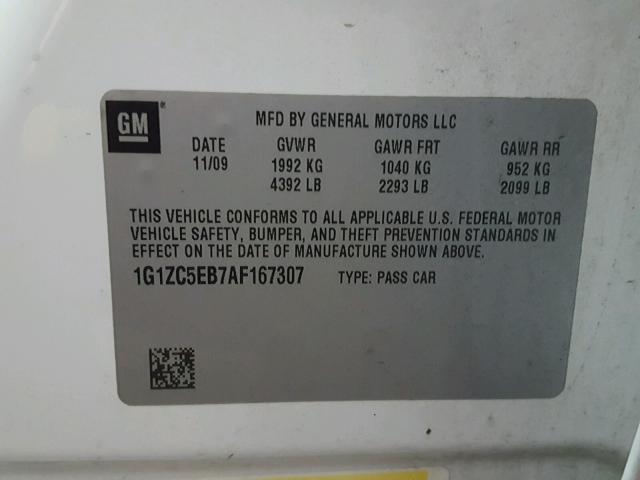 GM
MFD BY GENERAL MOTORS LLC
DATE GVWR GAWR FRT GAWR RR
11/09 1992 KG 1040 KG 952 KG
4392 LB 2293 LB 2099 LB
THIS VEHICLE CONFORMS TO ALL APPLICABLE U.S. FEDERAL MOTOR
VEHICLE SAFETY, BUMPER, AND THEFT PREVENTION STANDARDS IN
EFFECT ON THE DATE OF MANUFACTURE SHOWN ABOVE.
1G1ZC5EB7AF167307 TYPE: PASS CAR